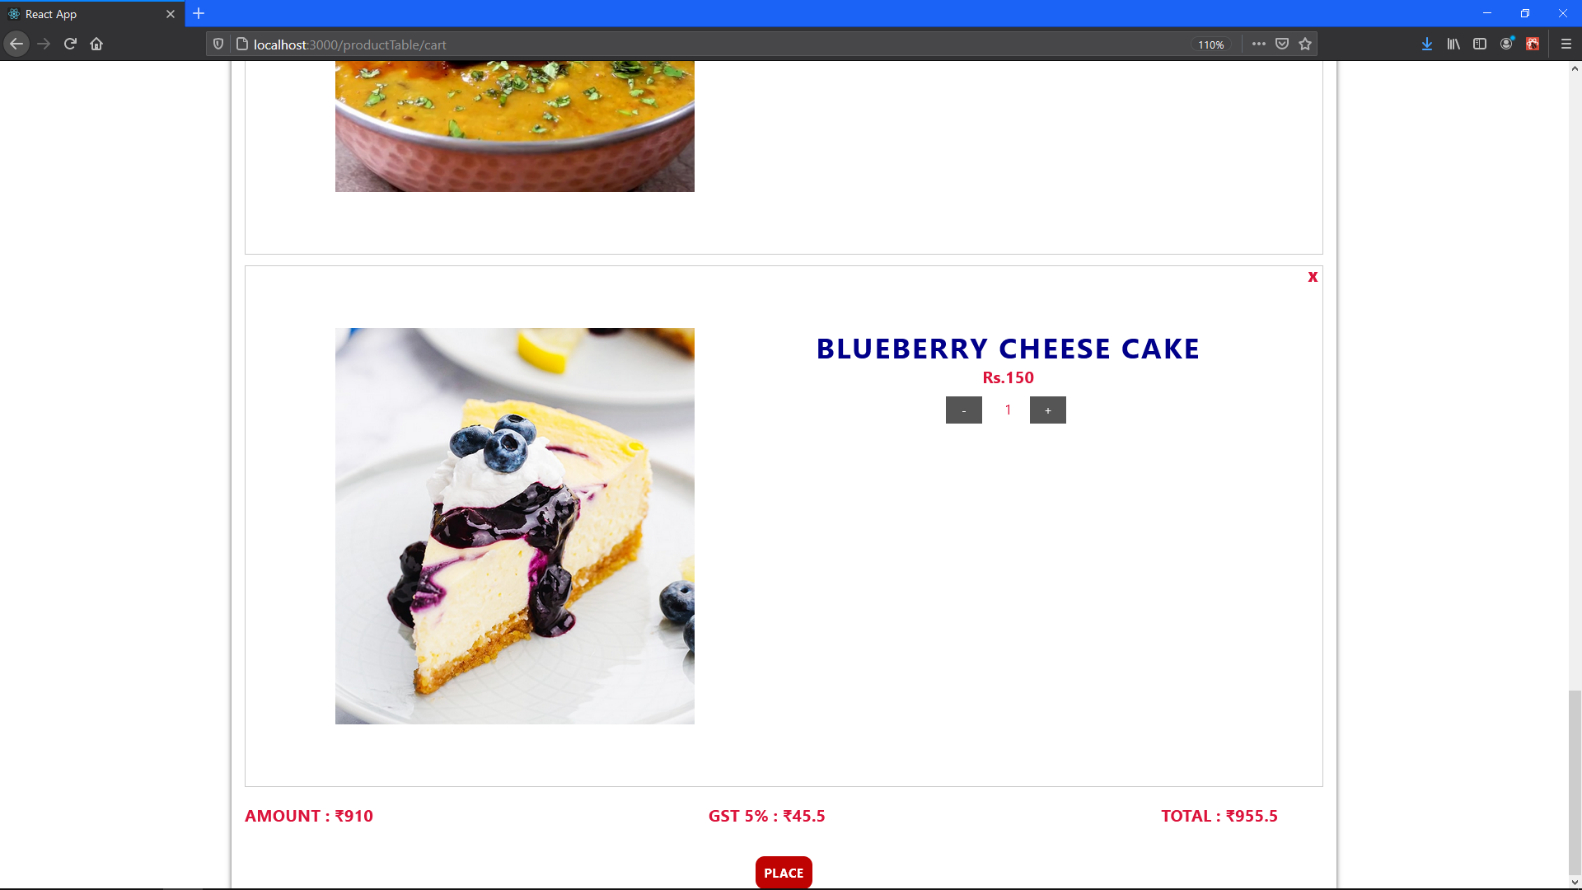 React App
localhost:3000/productTable/cart
110%
X
BLUEBERRY CHEESE CAKE
Rs.150
- 1 +
AMOUNT : ₹910 GST 5% : ₹45.5 TOTAL : ₹955.5
PLACE